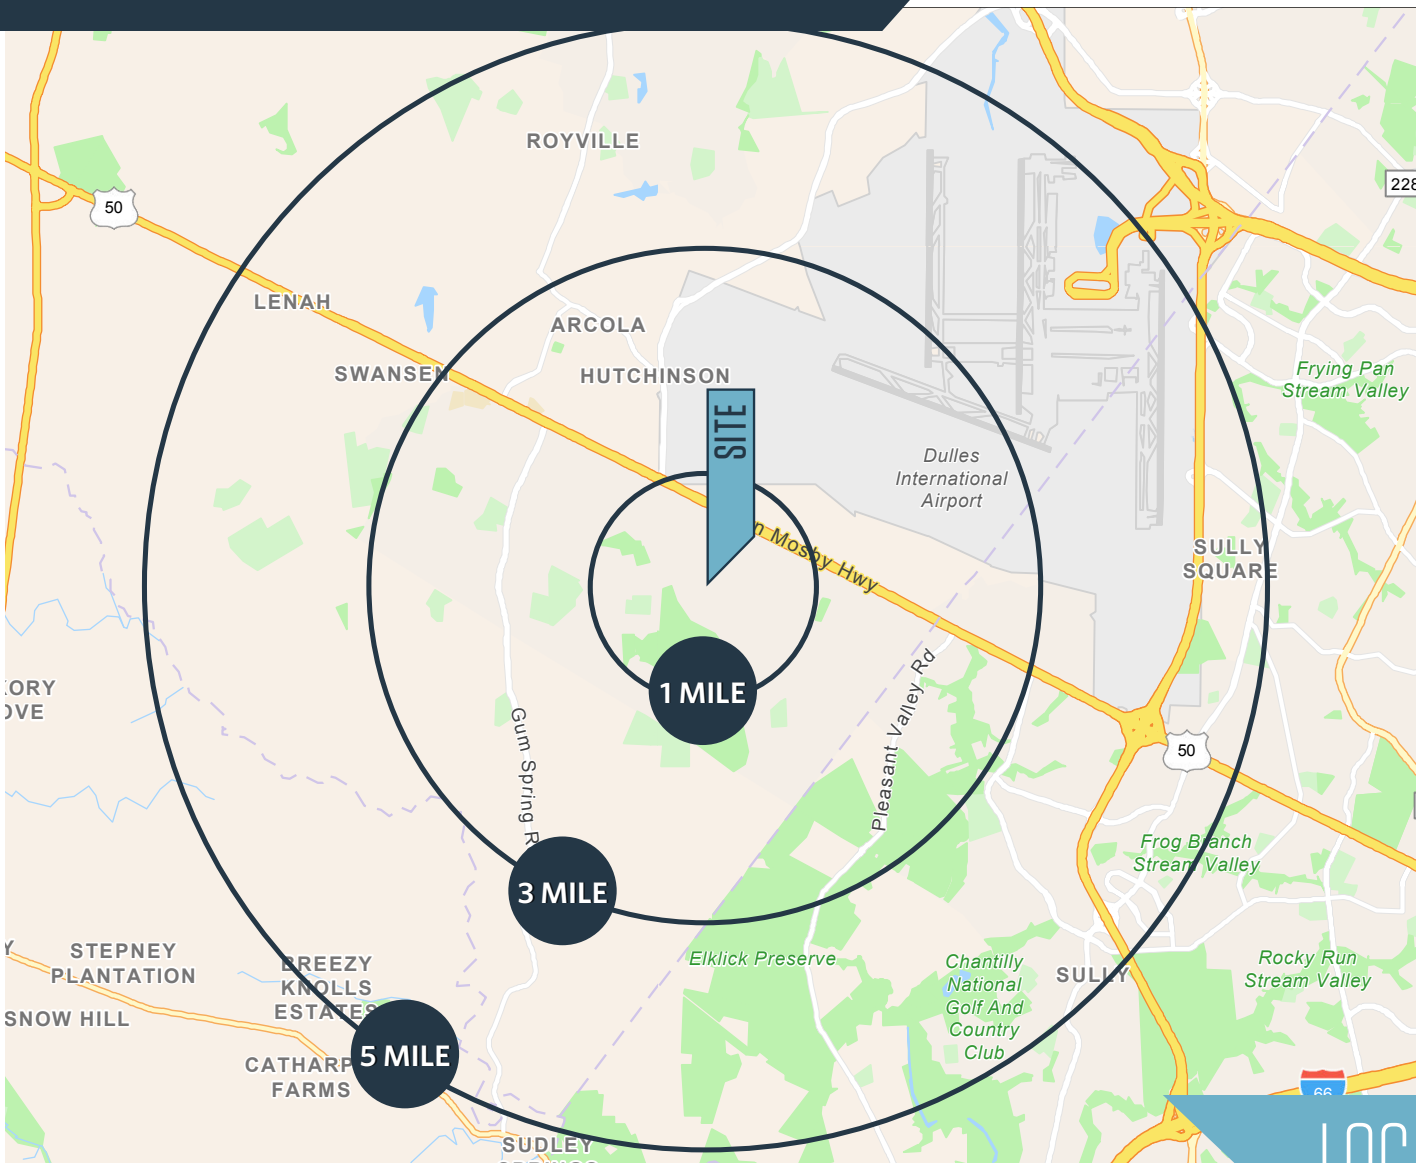 ROYVILLE
228
50
LENAH
ARCOLA
SWANSEN
HUTCHINSON
Frying Pan
Stream Valley
SITE
Dulles
International
Airport
n Mosby Hwy
SULLY
SQUARE
Pleasant Valley Rd
KORY
OVE
1 MILE
Gum Spring R
50
Frog Branch
Stream Valley
3 MILE
Elklick Preserve
Chantilly
National
Golf And
Country
Club
SULLY
Rocky Run
Stream Valley
Y
STEPNEY
PLANTATION
BREEZY
KNOLLS
ESTATES
SNOW HILL
5 MILE
CATHARP
FARMS
66
SUDLEY